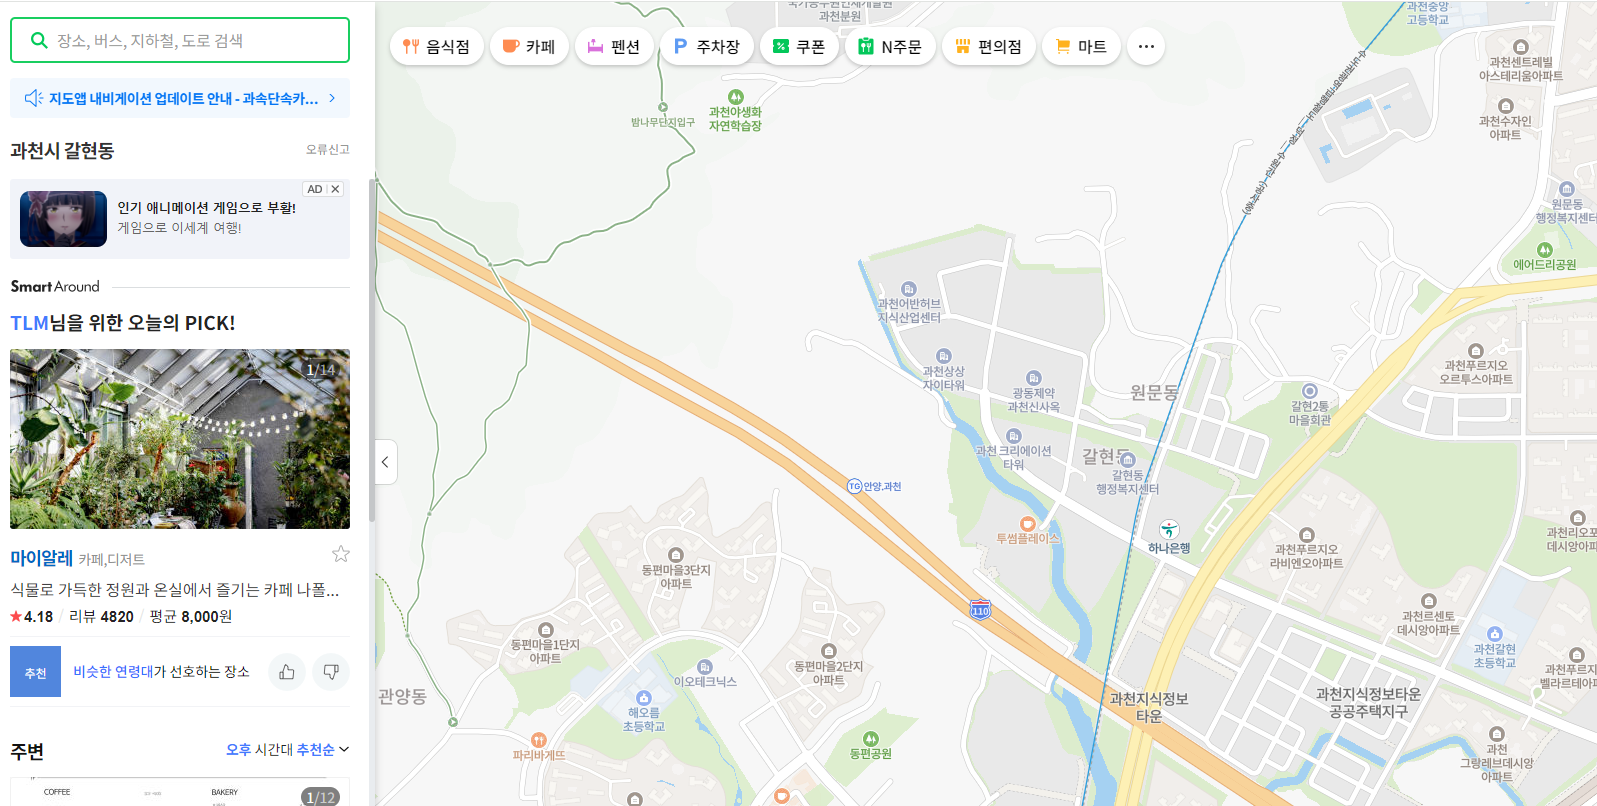 장소, 버스, 지하철, 도로 검색
지도앱 내비게이션 업데이트 안내 - 과속단속카...
과천시 갈현동
오류신고
AD
인기 애니메이션 게임으로 부활!
게임으로 이세계 여행!
SmartAround
TLM님을 위한 오늘의 PICK!
1/14
마이알레 카페,디저트
식물로 가득한 정원과 온실에서 즐기는 카페 나폴...
★4.18 / 리뷰 4820 / 평균 8,000원
추천
비슷한 연령대가 선호하는 장소
주변
오후 시간대 추천순
COFFEE
BAKERY
1/12
음식점
카페
펜션
주차장
쿠폰
N주문
편의점
마트
...
과천분원
과천중앙
고등학교
과천센트레빌
아스테리움아파트
과천수자인
아파트
밤나무단지입구
과천야생화
자연학습장
원문동
행정복지센터
에어드리공원
과천어반허브
지식산업센터
과천상상
자이타워
광동제약
과천신사옥
원문동
과천푸르지오
오르투스아파트
갈현2통
마을회관
과천 크리에이션
타워
갈현동
갈현동
행정복지센터
TG 안양,과천
투썸플레이스
하나은행
과천푸르지오
라비엔오아파트
과천리오포
데시앙아파
동편마을3단지
아파트
동편마을1단지
아파트
동편마을2단지
아파트
110
과천르센토
데시앙아파트
과천갈현
초등학교
과천푸르지
벨라르테아파
이오테크닉스
관양동
해오름
초등학교
파리바게뜨
동편공원
과천지식정보
타운
과천지식정보타운
공공주택지구
과천
그랑레브데시앙
아파트